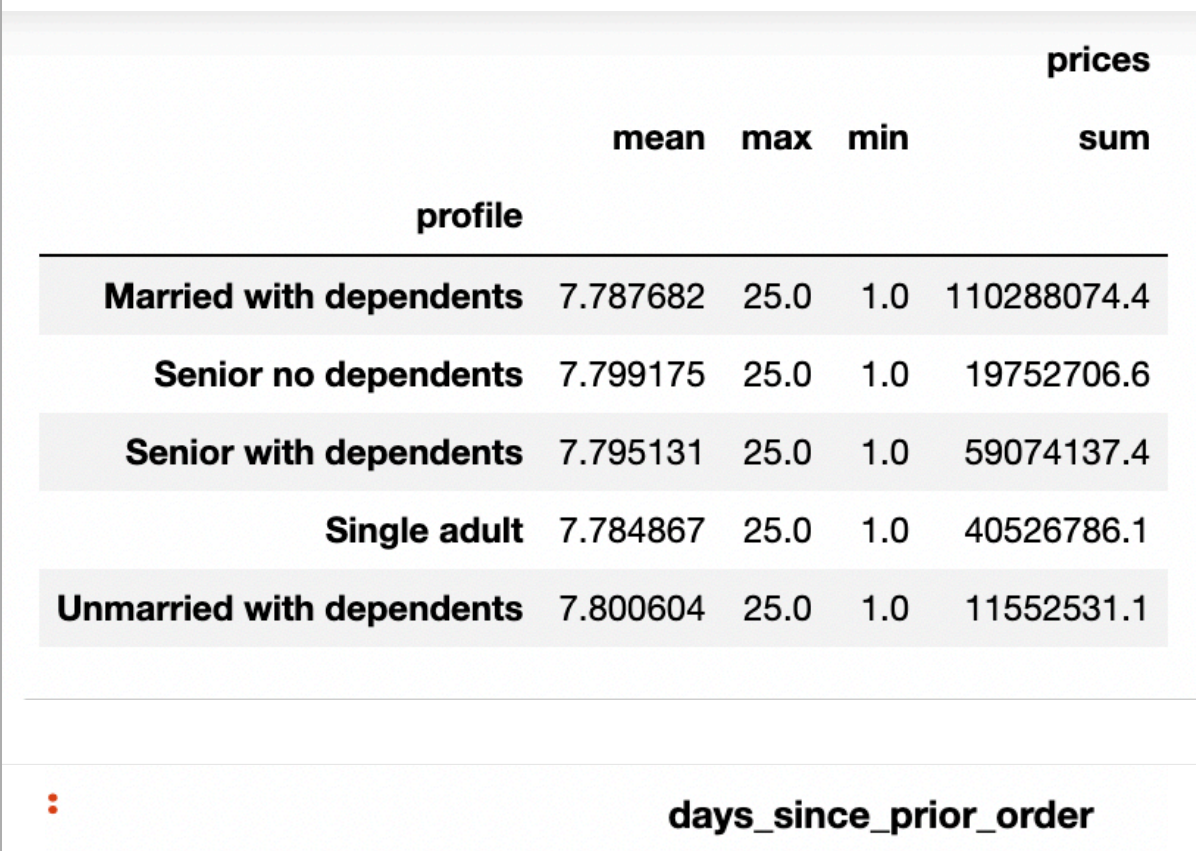 prices
mean max min sum
profile
Married with dependents 7.787682 25.0 1.0 110288074.4
Senior no dependents 7.799175 25.0 1.0 19752706.6
Senior with dependents 7.795131 25.0 1.0 59074137.4
Single adult 7.784867 25.0 1.0 40526786.1
Unmarried with dependents 7.800604 25.0 1.0 11552531.1
: days_since_prior_order